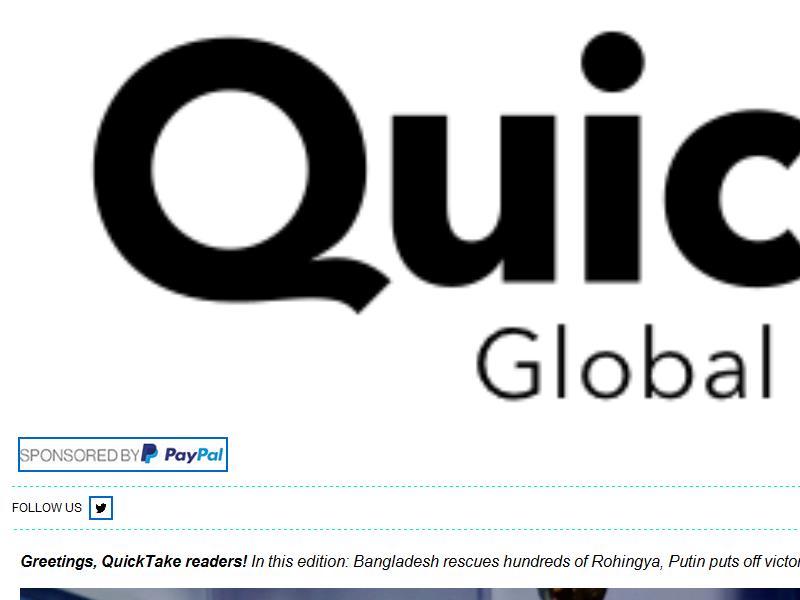 Quic
Global
SPONSORED BY PayPal
FOLLOW US
Greetings, QuickTake readers! In this edition: Bangladesh rescues hundreds of Rohingya, Putin puts off victor